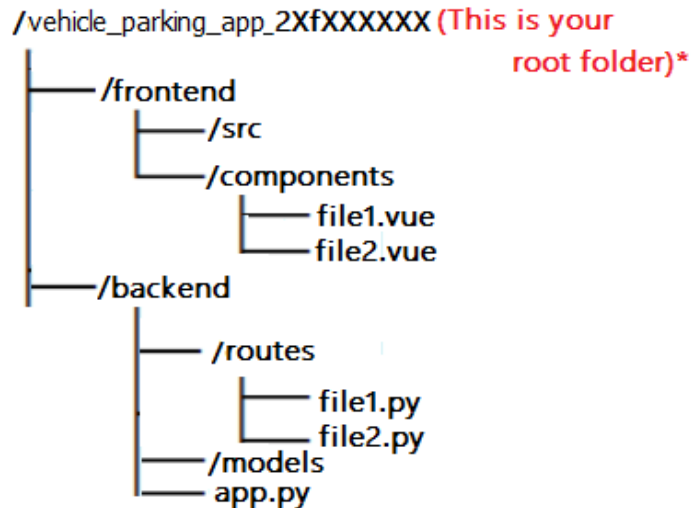 /vehicle_parking_app_2XfXXXXXX (This is your
root folder)*
/frontend
/src
/components
file1.vue
file2.vue
/backend
/routes
file1.py
file2.py
/models
app.py